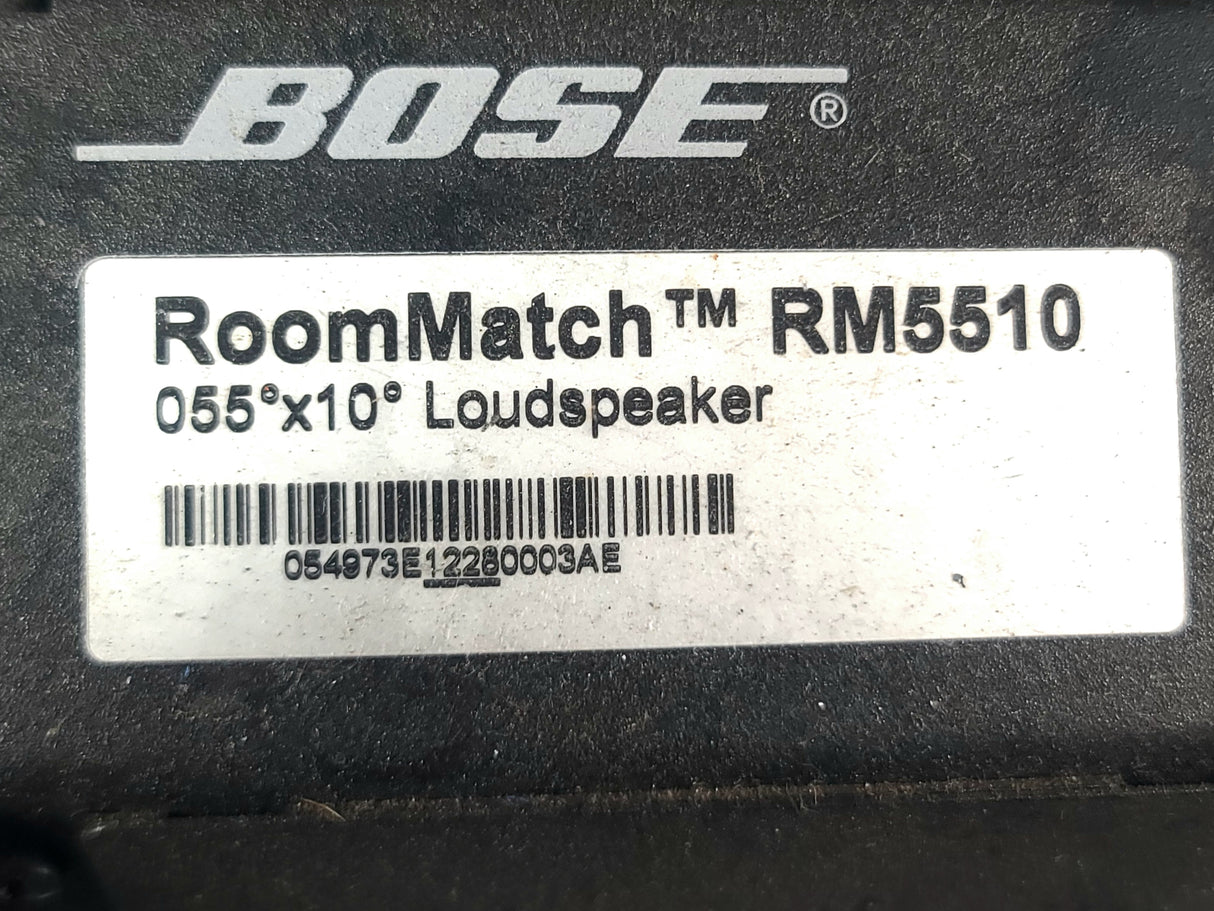 BOSE®
RoomMatch™ RM5510
055°x10° Loudspeaker
054973E12280003AE